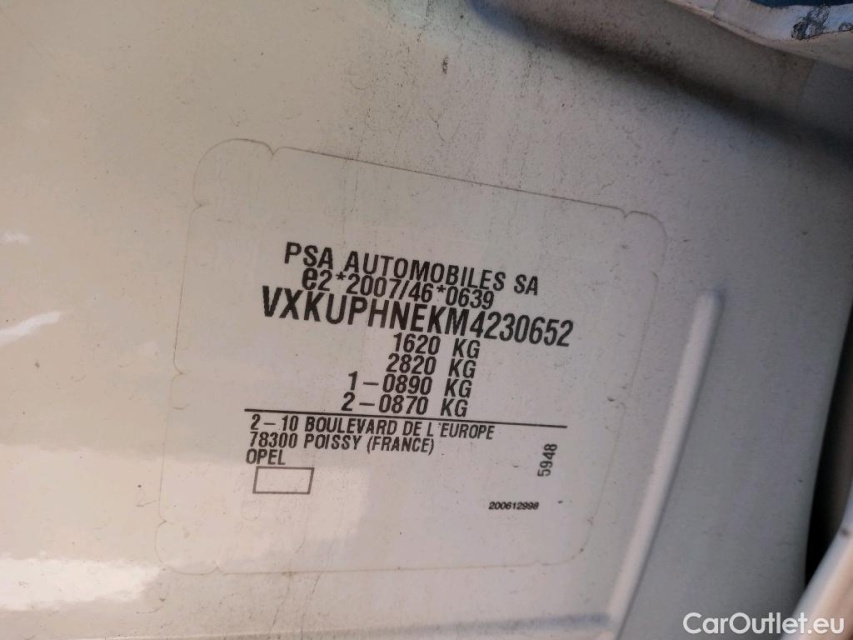 PSA AUTOMOBILES SA
e2*2007/46*0639
VXKUPHNEKM4230652
1620 KG
2820 KG
1-0890 KG
2-0870 KG
2-10 BOULEVARD DE L'EUROPE
78300 POISSY (FRANCE)
OPEL
5948
200612998
CarOutlet.eu